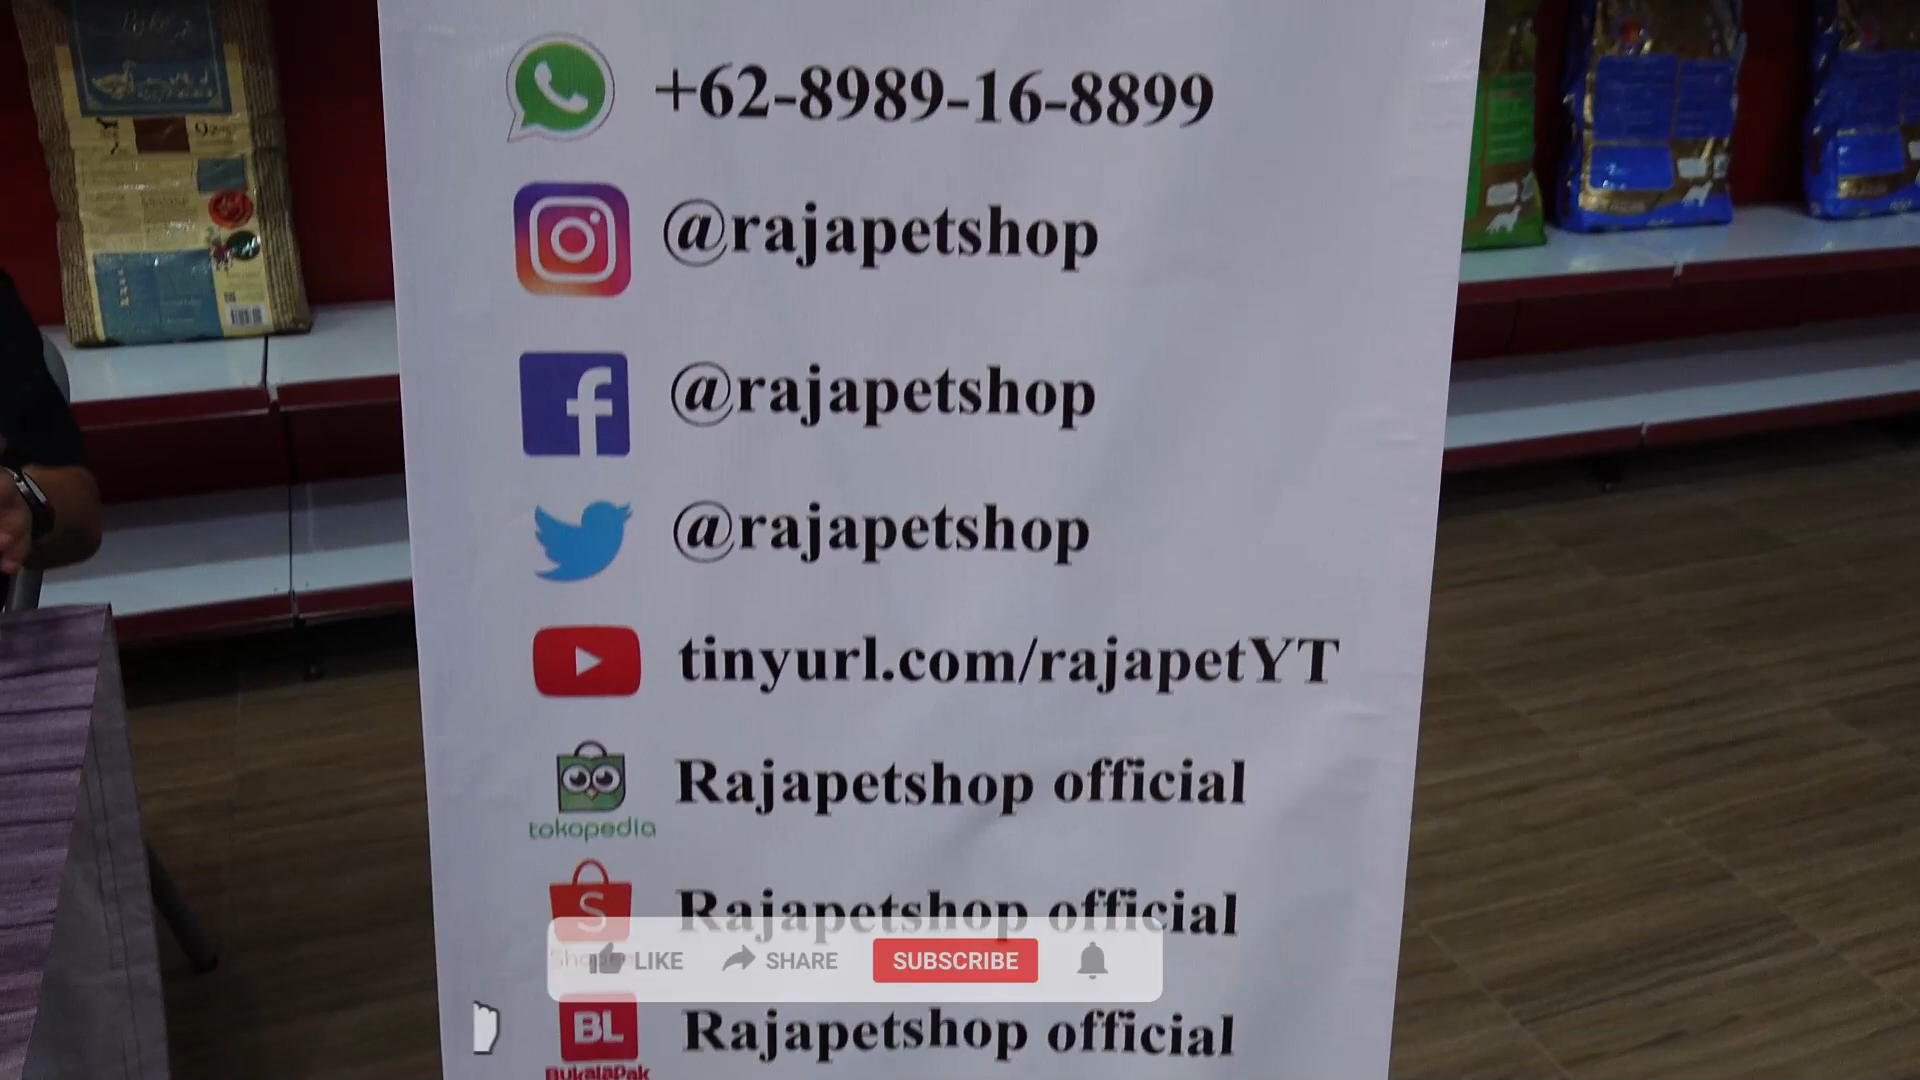 +62-8989-16-8899
@rajapetshop
@rajapetshop
@rajapetshop
tinyurl.com/rajapetYT
Rajapetshop official
tokopedia
Rajapetshop official
LIKE SHARE SUBSCRIBE
BL Rajapetshop official
BukalaPak